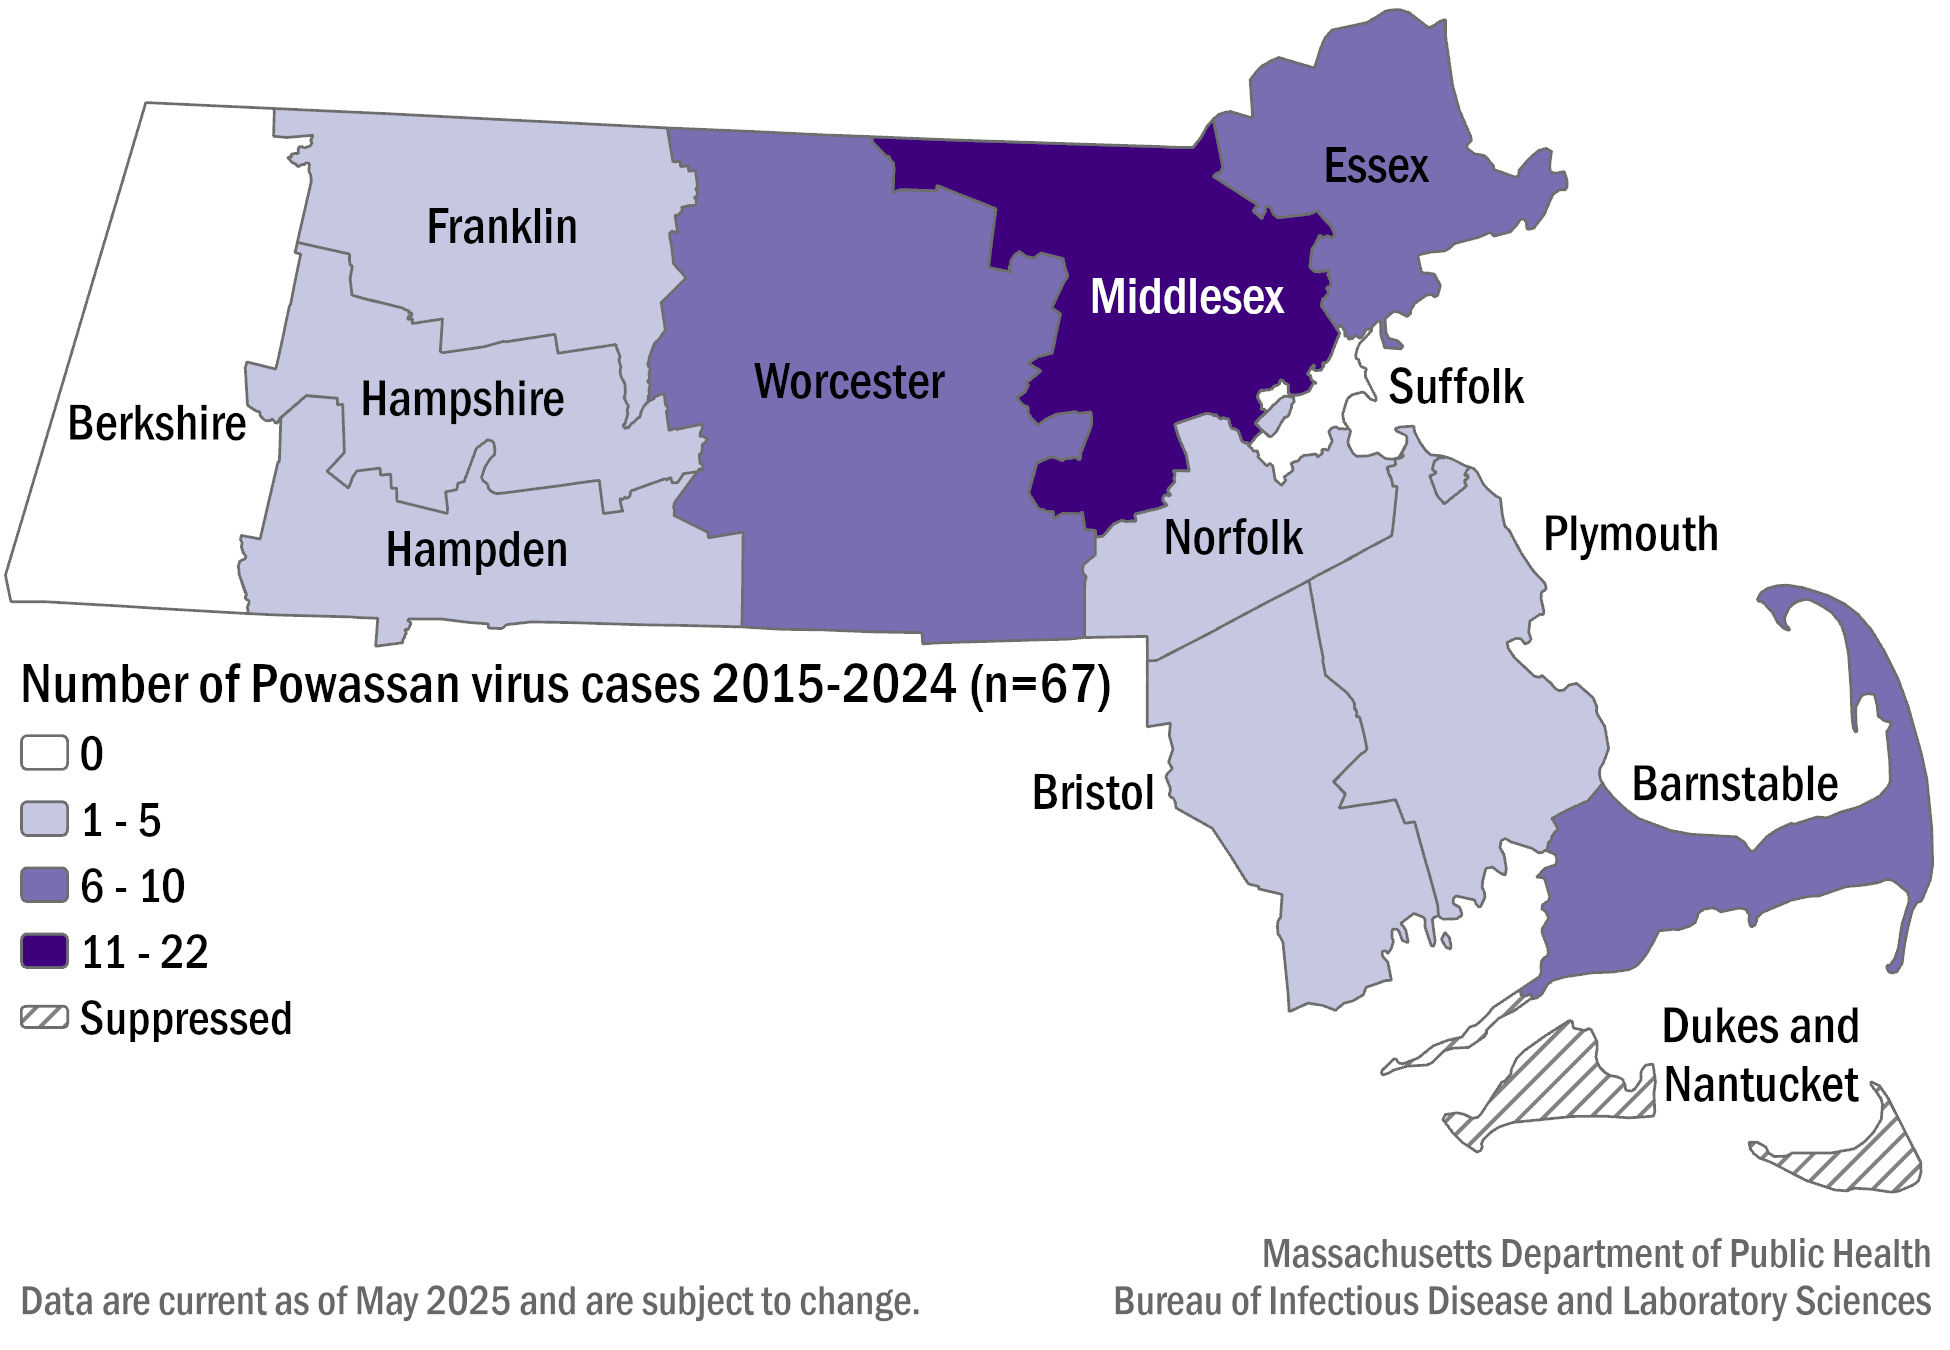 Essex
Franklin
Middlesex
Worcester
Suffolk
Hampshire
Berkshire
Plymouth
Norfolk
Hampden
Number of Powassan virus cases 2015-2024 (n=67)
0
1 - 5
6 - 10
11 - 22
Suppressed
Bristol
Barnstable
Dukes and
Nantucket
Massachusetts Department of Public Health
Data are current as of May 2025 and are subject to change.
Bureau of Infectious Disease and Laboratory Sciences